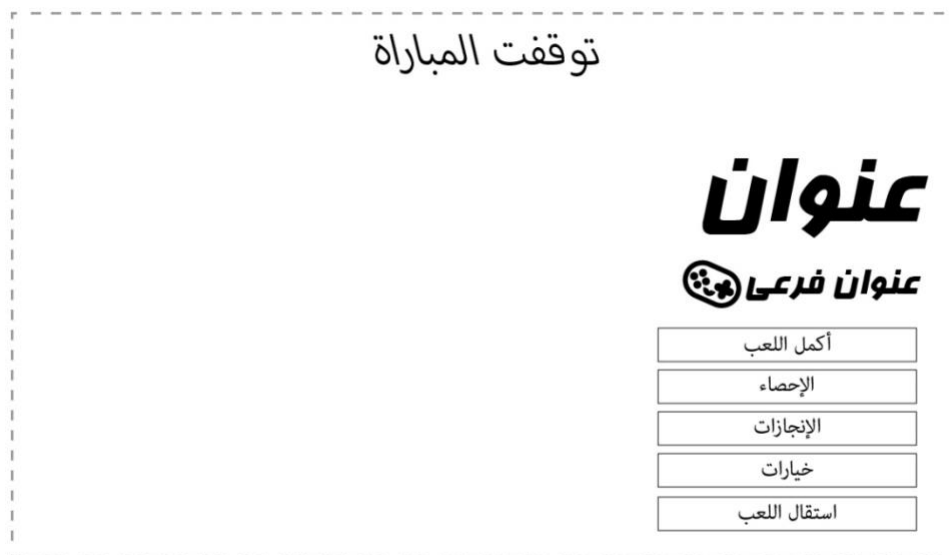 توقفت المباراة
عنوان
عنوان فرعى
أكمل اللعب
الإحصاء
الإنجازات
خيارات
استقال اللعب